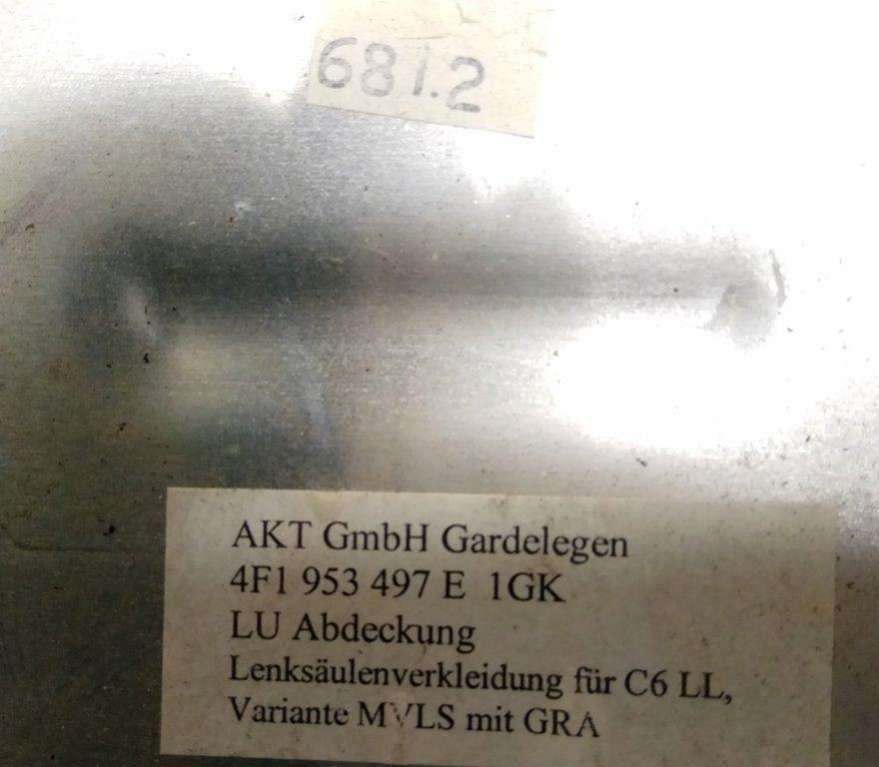 681.2
AKT GmbH Gardelegen
4F1 953 497 E 1GK
LU Abdeckung
Lenksäulenverkleidung für C6 LL,
Variante MVLS mit GRA